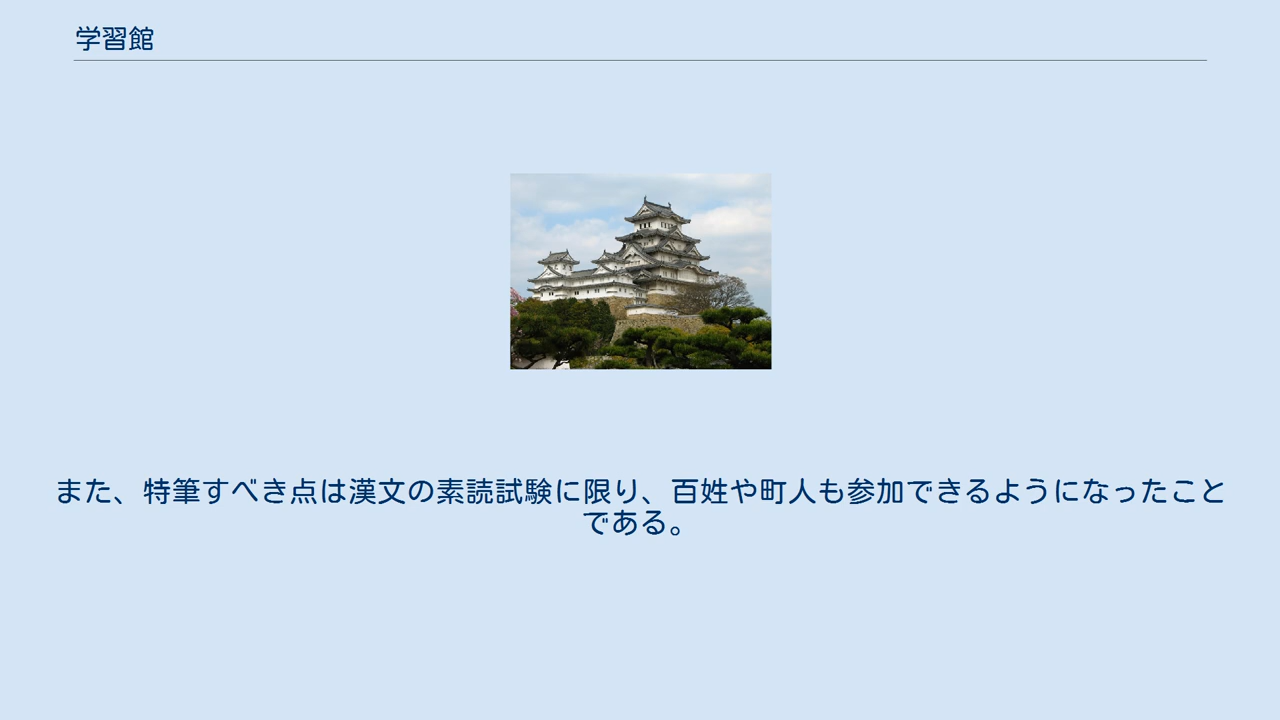 学習館
また、特筆すべき点は漢文の素読試験に限り、百姓や町人も参加できるようになったこと
である。